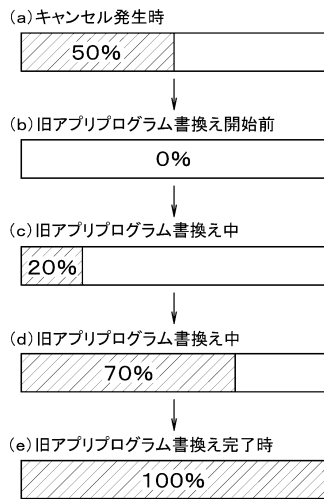 (a)キャンセル発生時
50%
(b)旧アプリプログラム書換え開始前
0%
(c)旧アプリプログラム書換え中
20%
(d)旧アプリプログラム書換え中
70%
(e)旧アプリプログラム書換え完了時
100%